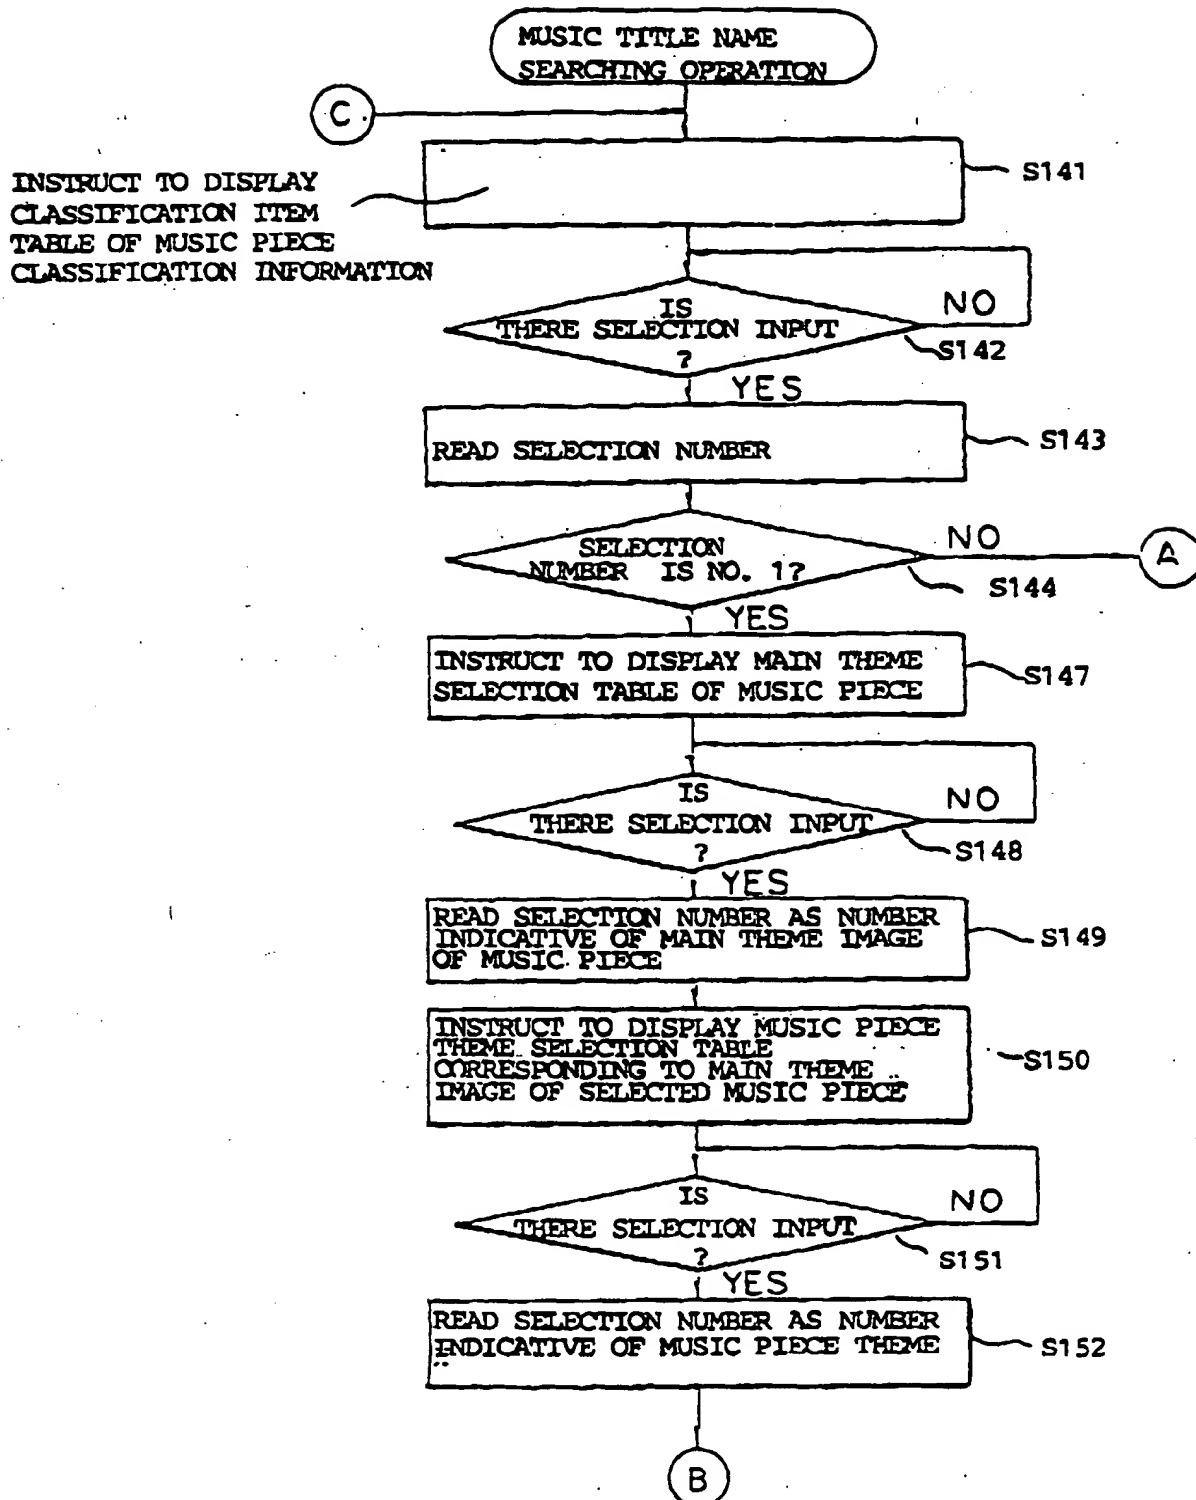 MUSIC TITLE NAME
SEARCHING OPERATION
C
INSTRUCT TO DISPLAY
CLASSIFICATION ITEM
TABLE OF MUSIC PIECE
CLASSIFICATION INFORMATION
S141
IS
THERE SELECTION INPUT
?
NO
S142
YES
READ SELECTION NUMBER
S143
SELECTION
NUMBER IS NO. 1?
NO
A
S144
YES
INSTRUCT TO DISPLAY MAIN THEME
SELECTION TABLE OF MUSIC PIECE
S147
IS
THERE SELECTION INPUT
?
NO
S148
YES
READ SELECTION NUMBER AS NUMBER
INDICATIVE OF MAIN THEME IMAGE
OF MUSIC PIECE
S149
INSTRUCT TO DISPLAY MUSIC PIECE
THEME SELECTION TABLE
CORRESPONDING TO MAIN THEME
IMAGE OF SELECTED MUSIC PIECE
S150
IS
THERE SELECTION INPUT
?
NO
S151
YES
READ SELECTION NUMBER AS NUMBER
INDICATIVE OF MUSIC PIECE THEME
S152
B